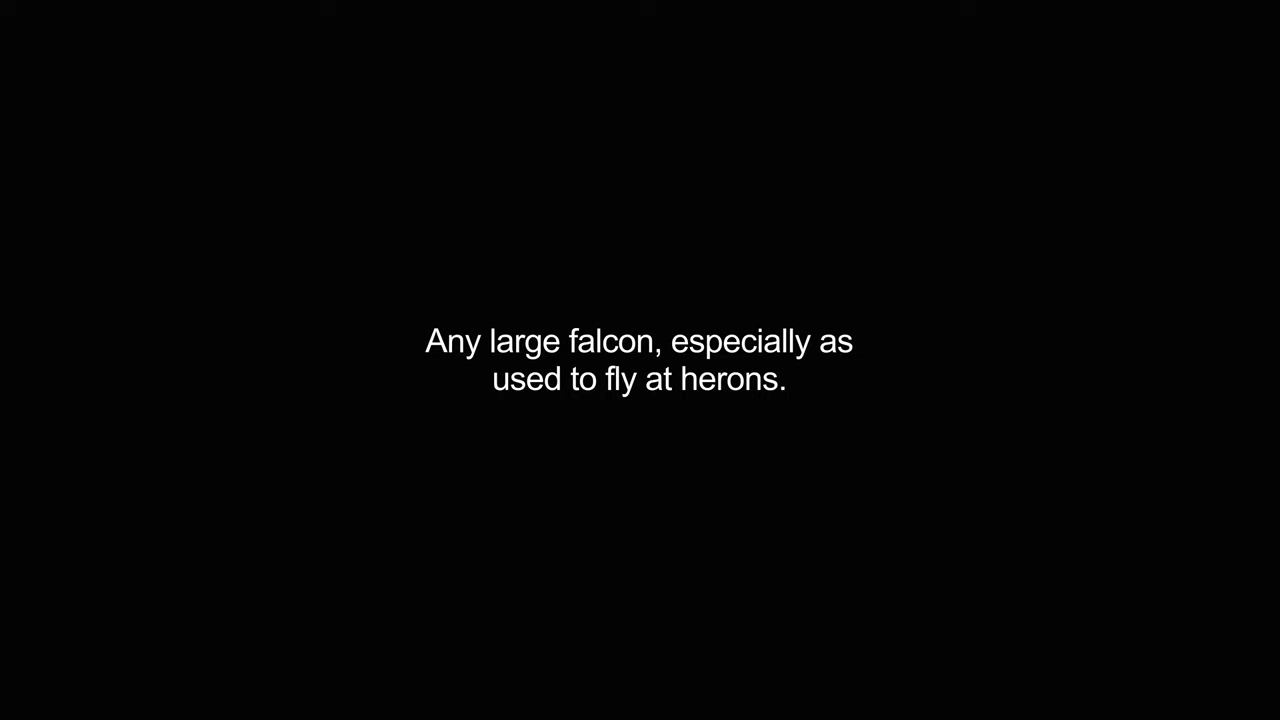 Any large falcon, especially as
used to fly at herons.